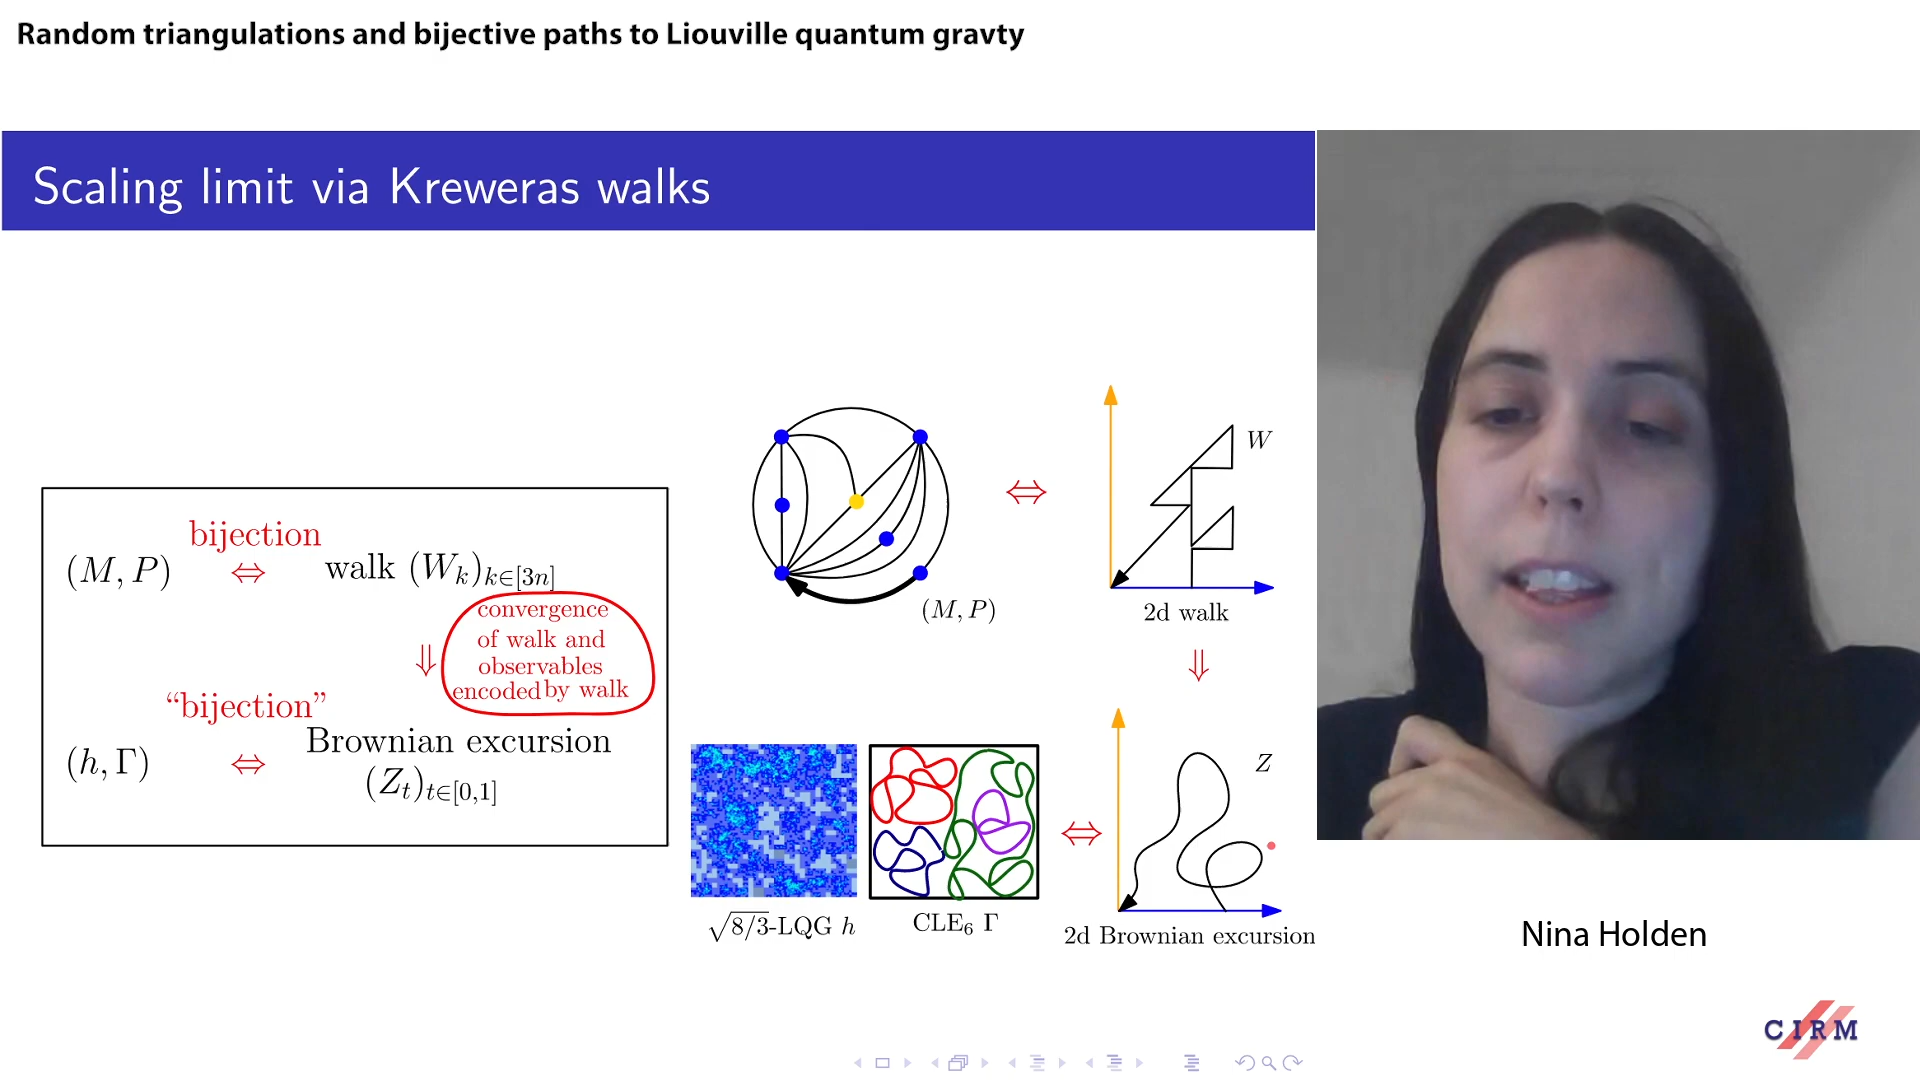 Random triangulations and bijective paths to Liouville quantum gravty
Scaling limit via Kreweras walks
bijection
(M, P) ⇔ walk (W_k)_{k∈[3n]}
⇓
convergence
of walk and
observables
encoded by walk
“bijection”
(h, Γ) ⇔ Brownian excursion
(Z_t)_{t∈[0,1]}
(M, P)
⇔
W
2d walk
⇓
√8/3-LQG h
CLE₆ Γ
⇔
Z
2d Brownian excursion
Nina Holden
CIRM